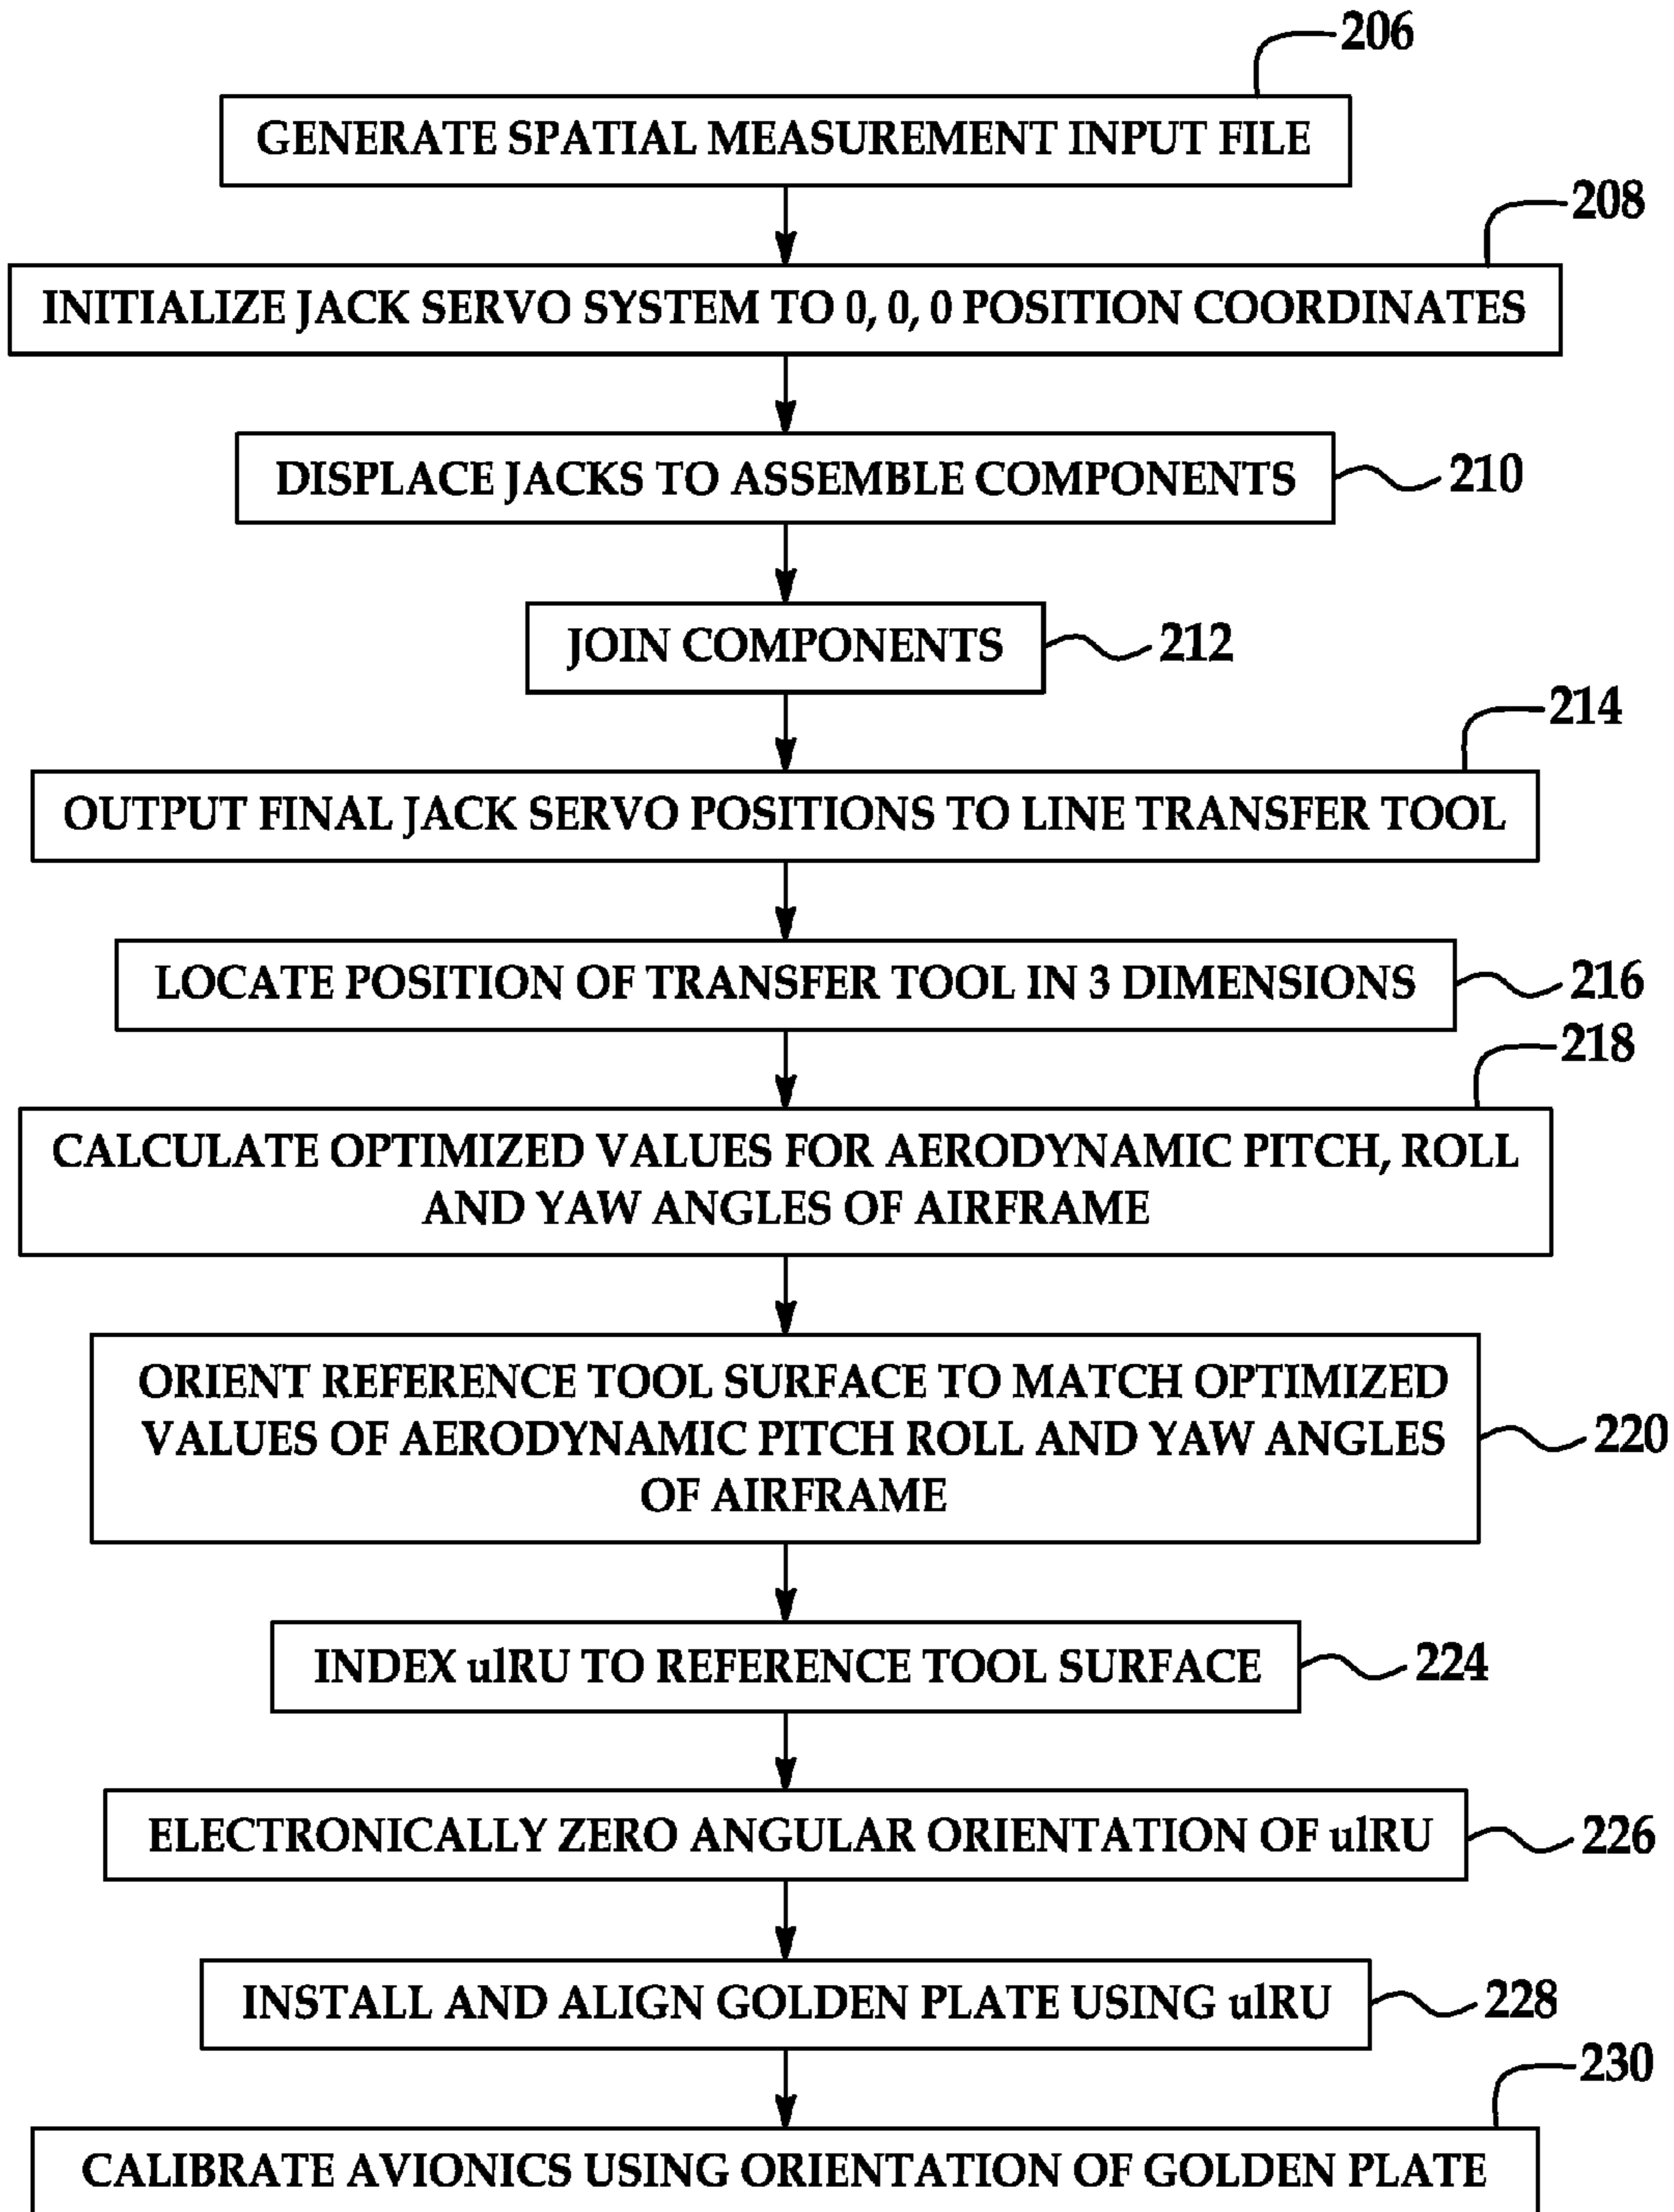 206
GENERATE SPATIAL MEASUREMENT INPUT FILE
208
INITIALIZE JACK SERVO SYSTEM TO 0, 0, 0 POSITION COORDINATES
DISPLACE JACKS TO ASSEMBLE COMPONENTS
210
JOIN COMPONENTS
212
214
OUTPUT FINAL JACK SERVO POSITIONS TO LINE TRANSFER TOOL
LOCATE POSITION OF TRANSFER TOOL IN 3 DIMENSIONS
216
218
CALCULATE OPTIMIZED VALUES FOR AERODYNAMIC PITCH, ROLL
AND YAW ANGLES OF AIRFRAME
ORIENT REFERENCE TOOL SURFACE TO MATCH OPTIMIZED
VALUES OF AERODYNAMIC PITCH ROLL AND YAW ANGLES
OF AIRFRAME
220
INDEX ulRU TO REFERENCE TOOL SURFACE
224
ELECTRONICALLY ZERO ANGULAR ORIENTATION OF ulRU
226
INSTALL AND ALIGN GOLDEN PLATE USING ulRU
228
230
CALIBRATE AVIONICS USING ORIENTATION OF GOLDEN PLATE